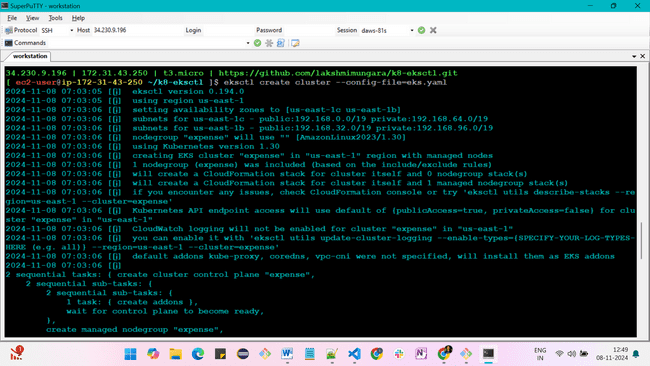 SuperPuTTY - workstation
File View Tools Help
Protocol SSH Host 34.230.9.196 Login Password Session daws-81s
Commands
workstation
34.230.9.196 | 172.31.43.250 | t3.micro | https://github.com/lakshmimungara/k8-eksctl.git
[ ec2-user@ip-172-31-43-250 ~/k8-eksctl ]$ eksctl create cluster --config-file=eks.yaml
2024-11-08 07:03:05 [ℹ] eksctl version 0.194.0
2024-11-08 07:03:05 [ℹ] using region us-east-1
2024-11-08 07:03:06 [ℹ] setting availability zones to [us-east-1c us-east-1b]
2024-11-08 07:03:06 [ℹ] subnets for us-east-1c - public:192.168.0.0/19 private:192.168.64.0/19
2024-11-08 07:03:06 [ℹ] subnets for us-east-1b - public:192.168.32.0/19 private:192.168.96.0/19
2024-11-08 07:03:06 [ℹ] nodegroup "expense" will use "" [AmazonLinux2023/1.30]
2024-11-08 07:03:06 [ℹ] using Kubernetes version 1.30
2024-11-08 07:03:06 [ℹ] creating EKS cluster "expense" in "us-east-1" region with managed nodes
2024-11-08 07:03:06 [ℹ] 1 nodegroup (expense) was included (based on the include/exclude rules)
2024-11-08 07:03:06 [ℹ] will create a CloudFormation stack for cluster itself and 0 nodegroup stack(s)
2024-11-08 07:03:06 [ℹ] will create a CloudFormation stack for cluster itself and 1 managed nodegroup stack(s)
2024-11-08 07:03:06 [ℹ] if you encounter any issues, check CloudFormation console or try 'eksctl utils describe-stacks --re
gion=us-east-1 --cluster=expense'
2024-11-08 07:03:06 [ℹ] Kubernetes API endpoint access will use default of {publicAccess=true, privateAccess=false} for clu
ster "expense" in "us-east-1"
2024-11-08 07:03:06 [ℹ] CloudWatch logging will not be enabled for cluster "expense" in "us-east-1"
2024-11-08 07:03:06 [ℹ] you can enable it with 'eksctl utils update-cluster-logging --enable-types={SPECIFY-YOUR-LOG-TYPES-
HERE (e.g. all)} --region=us-east-1 --cluster=expense'
2024-11-08 07:03:06 [ℹ] default addons kube-proxy, coredns, vpc-cni were not specified, will install them as EKS addons
2024-11-08 07:03:06 [ℹ]
2 sequential tasks: { create cluster control plane "expense",
2 sequential sub-tasks: {
2 sequential sub-tasks: {
1 task: { create addons },
wait for control plane to become ready,
},
create managed nodegroup "expense",
ENG
IN
12:49
08-11-2024